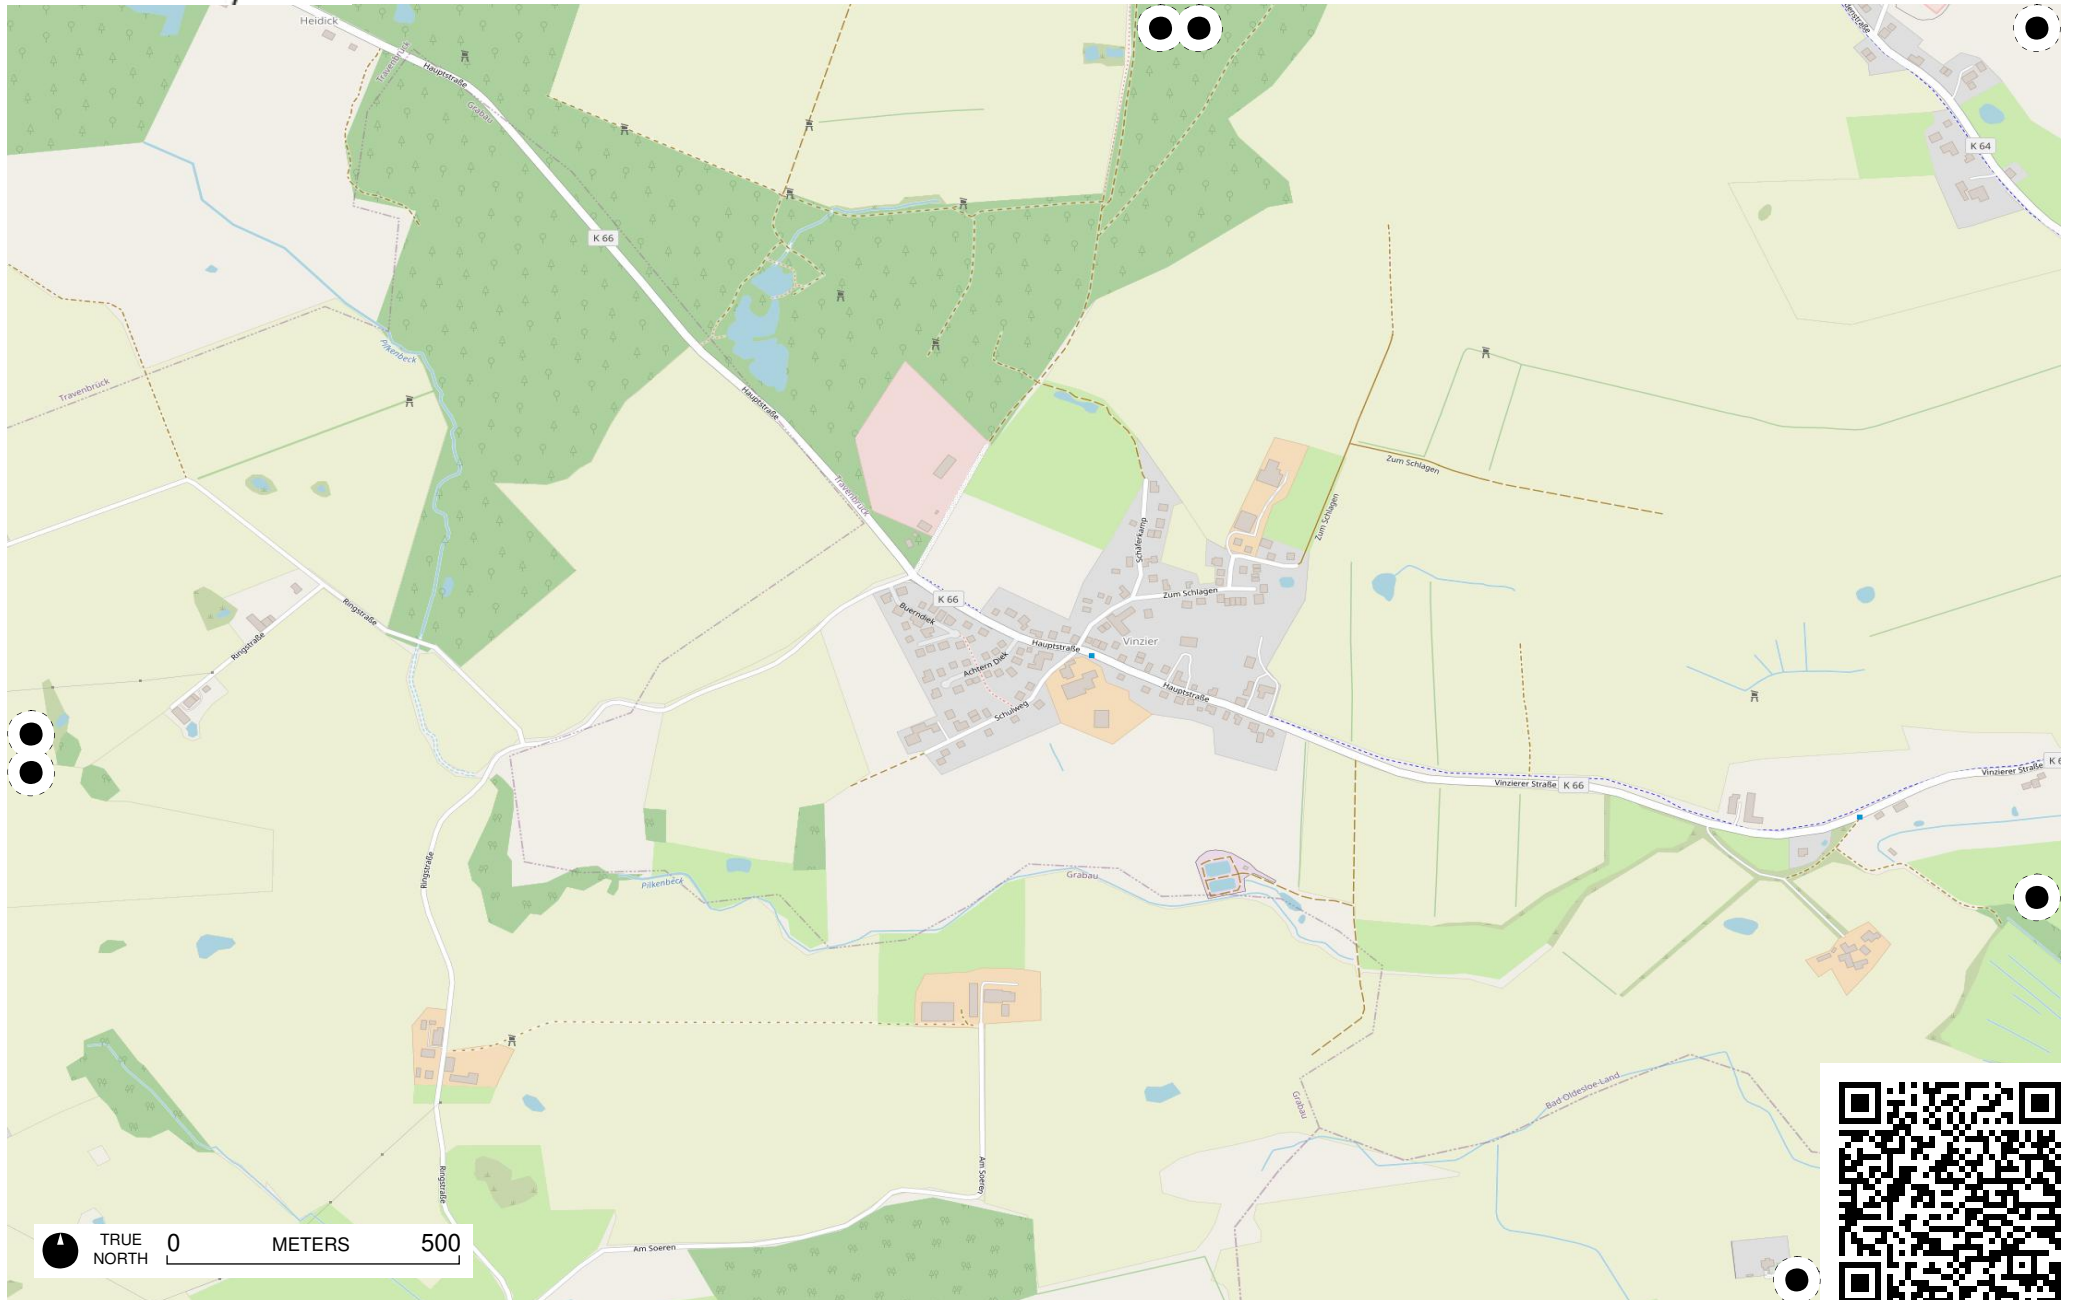 Heidick
Travenbrück
Hauptstraße
Grabau
K 64
K 66
Pilkenbeck
Travenbrück
Hauptstraße
Travenbrück
Zum Schlagen
Zum Schlagen
Schäferkamp
Zum Schlagen
K 66
Buerndiek
Ringstraße
Ringstraße
Vinzier
Hauptstraße
Achtern Diek
Hauptstraße
Schulweg
Vinzierer Straße
K 66
Vinzierer Straße
Ringstraße
Pilkenbeck
Grabau
Bad Oldesloe-Land
Grabau
Am Soeren
Ringstraße
Am Soeren
TRUE
NORTH
0 METERS 500